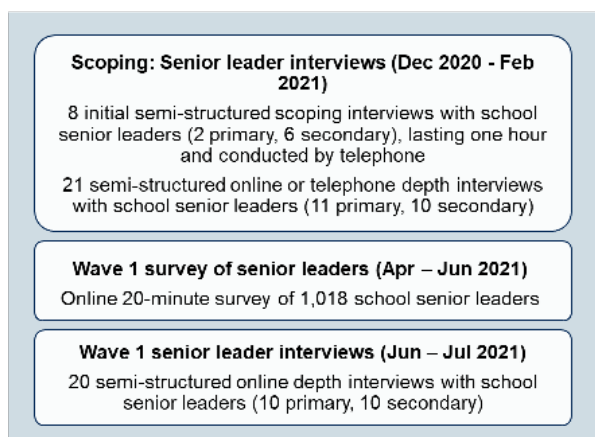 Scoping: Senior leader interviews (Dec 2020 - Feb
2021)
8 initial semi-structured scoping interviews with school
senior leaders (2 primary, 6 secondary), lasting one hour
and conducted by telephone
21 semi-structured online or telephone depth interviews
with school senior leaders (11 primary, 10 secondary)
Wave 1 survey of senior leaders (Apr – Jun 2021)
Online 20-minute survey of 1,018 school senior leaders
Wave 1 senior leader interviews (Jun – Jul 2021)
20 semi-structured online depth interviews with school
senior leaders (10 primary, 10 secondary)